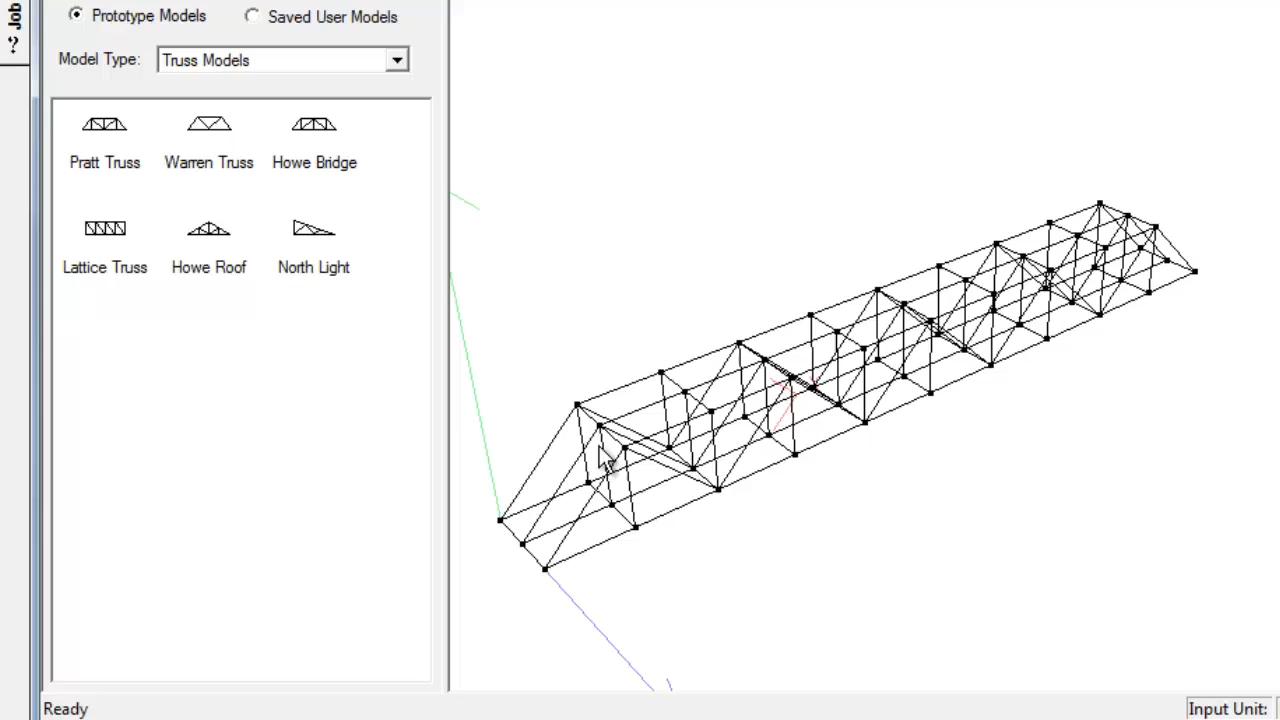 Job
?
Prototype Models Saved User Models
Model Type: Truss Models
Pratt Truss Warren Truss Howe Bridge
Lattice Truss Howe Roof North Light
Ready Input Unit: